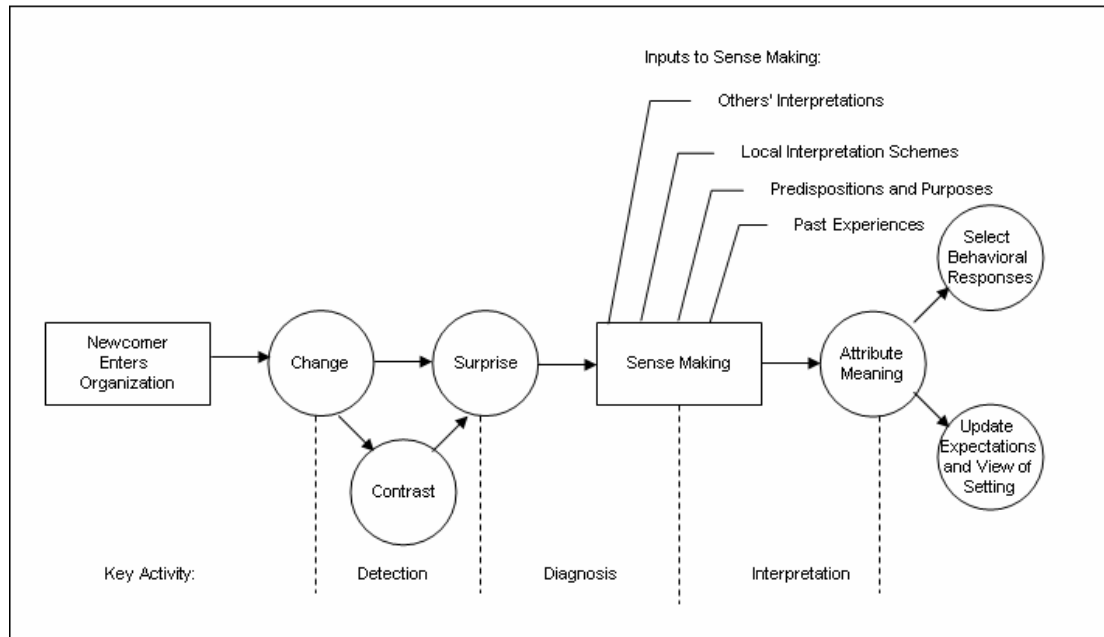 Inputs to Sense Making:
Others' Interpretations
Local Interpretation Schemes
Predispositions and Purposes
Past Experiences
Select
Behavioral
Responses
Newcomer
Enters
Organization
Change
Surprise
Sense Making
Attribute
Meaning
Contrast
Update
Expectations
and View of
Setting
Key Activity:
Detection
Diagnosis
Interpretation